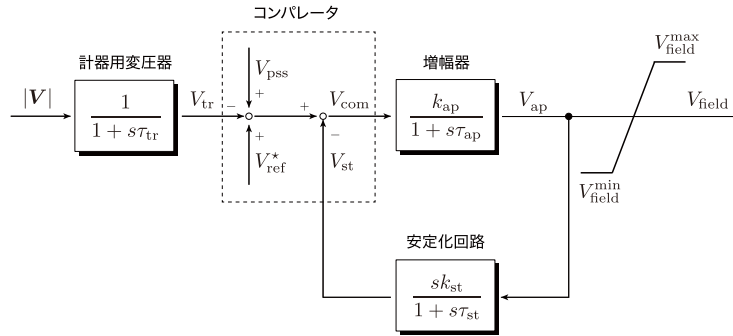 コンパレータ
計器用変圧器
増幅器
|V|
1
1 + sτ_tr
V_tr
−
V_pss
+
+
V_ref^⋆
+
V_com
−
V_st
k_ap
1 + sτ_ap
V_ap
V_field^max
V_field
V_field^min
安定化回路
sk_st
1 + sτ_st